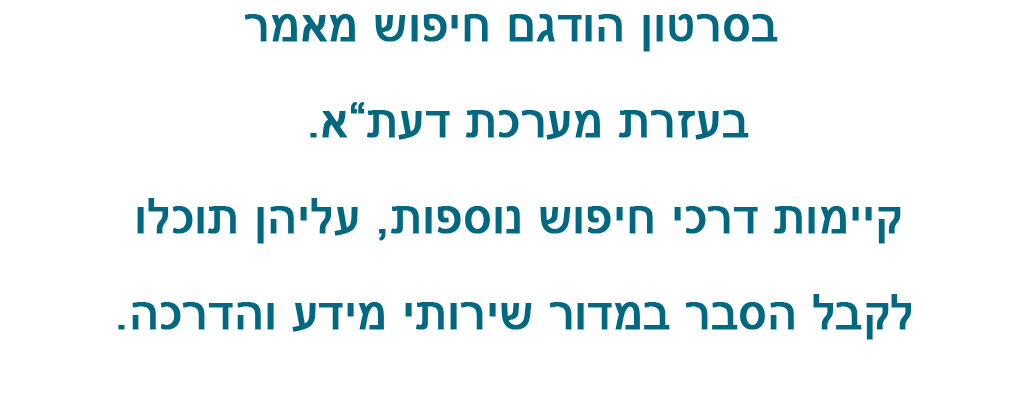 בסרטון הודגם חיפוש מאמר
בעזרת מערכת דעת“א.
קיימות דרכי חיפוש נוספות, עליהן תוכלו
לקבל הסבר במדור שירותי מידע והדרכה.